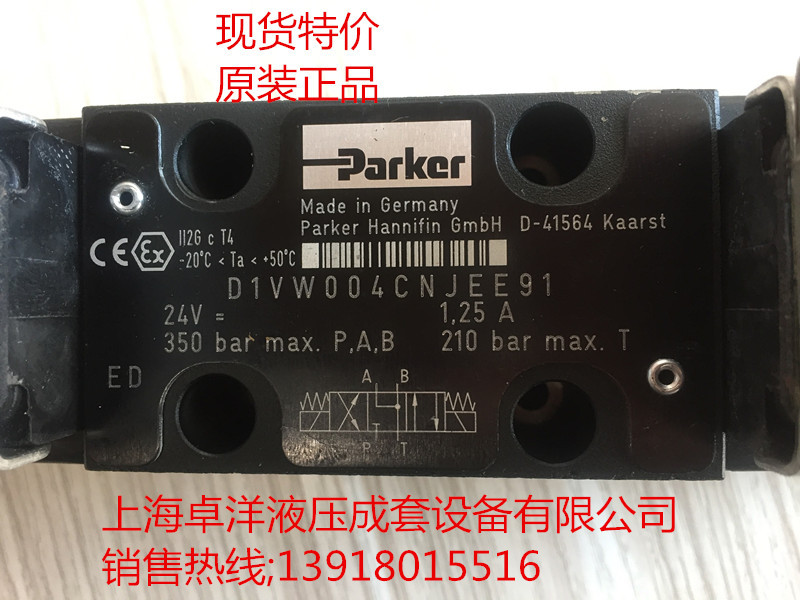 现货特价
原装正品
Parker
Made in Germany
Parker Hannifin GmbH D-41564 Kaarst
CE Ex II2G c T4
-20°C < Ta < +50°C
D1VW004CNJEE91
24V = 1,25 A
350 bar max. P,A,B 210 bar max. T
ED
A B
T
P T
上海卓洋液压成套设备有限公司
销售热线;13918015516